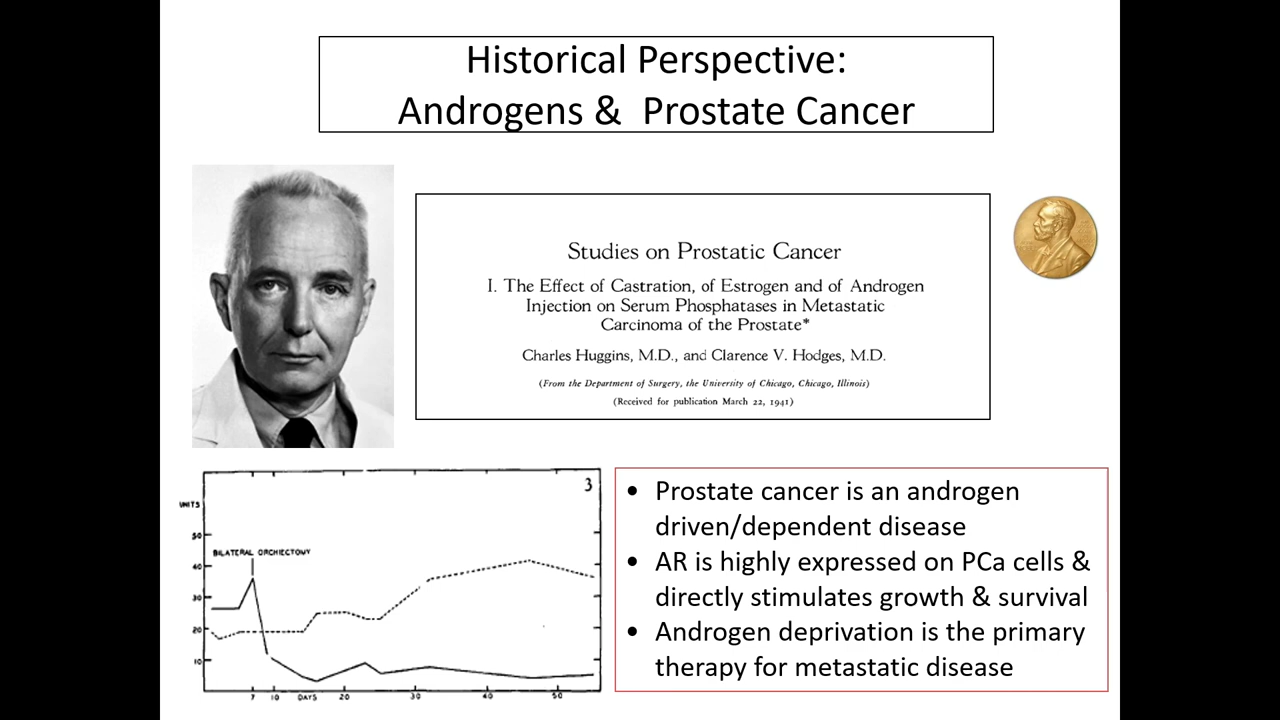 Historical Perspective:
Androgens & Prostate Cancer
Studies on Prostatic Cancer
I. The Effect of Castration, of Estrogen and of Androgen
Injection on Serum Phosphatases in Metastatic
Carcinoma of the Prostate*
Charles Huggins, M.D., and Clarence V. Hodges, M.D.
(From the Department of Surgery, the University of Chicago, Chicago, Illinois)
(Received for publication March 22, 1941)
3
UNITS
50
BILATERAL ORCHIECTOMY
40
30
20
10
7 10 DAYS 20 30 40 50
• Prostate cancer is an androgen
driven/dependent disease
• AR is highly expressed on PCa cells &
directly stimulates growth & survival
• Androgen deprivation is the primary
therapy for metastatic disease